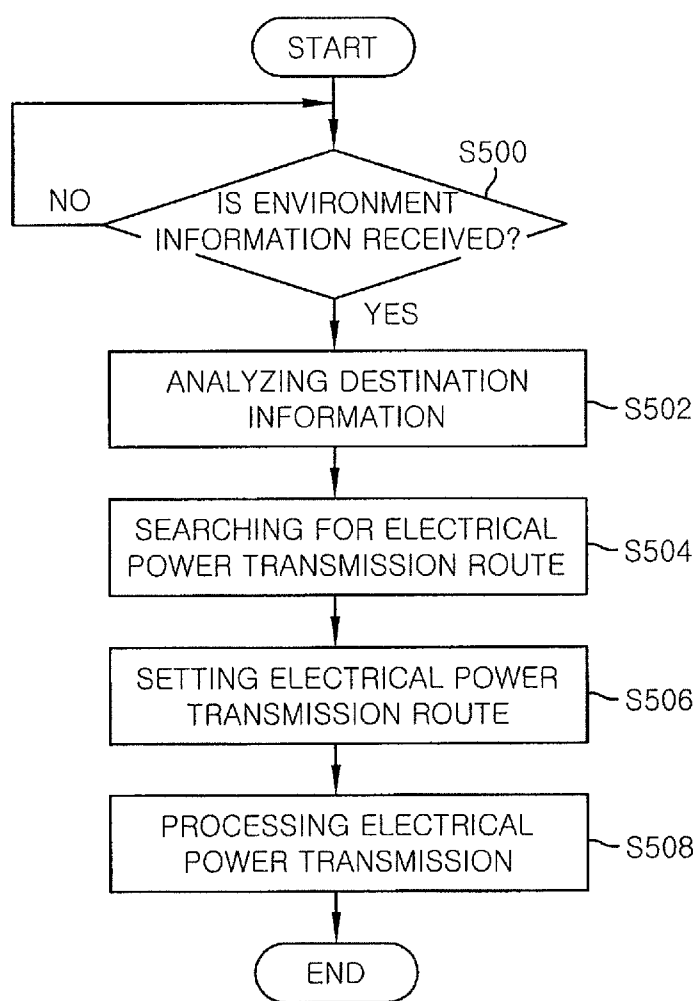 START
S500
NO
IS ENVIRONMENT
INFORMATION RECEIVED?
YES
ANALYZING DESTINATION
INFORMATION
S502
SEARCHING FOR ELECTRICAL
POWER TRANSMISSION ROUTE
S504
SETTING ELECTRICAL POWER
TRANSMISSION ROUTE
S506
PROCESSING ELECTRICAL
POWER TRANSMISSION
S508
END